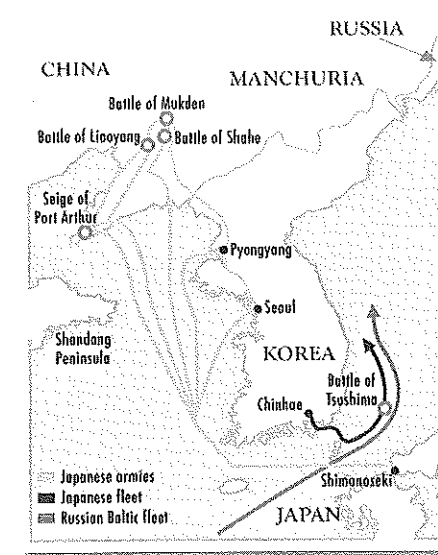 RUSSIA
CHINA
MANCHURIA
Battle of Mukden
Battle of Liaoyang
Battle of Shahe
Seige of
Port Arthur
Pyongyang
Seoul
Shandong
Peninsula
KOREA
Battle of
Tsushima
Chinhae
Shimonoseki
Japanese armies
Japanese fleet
Russian Baltic fleet
JAPAN